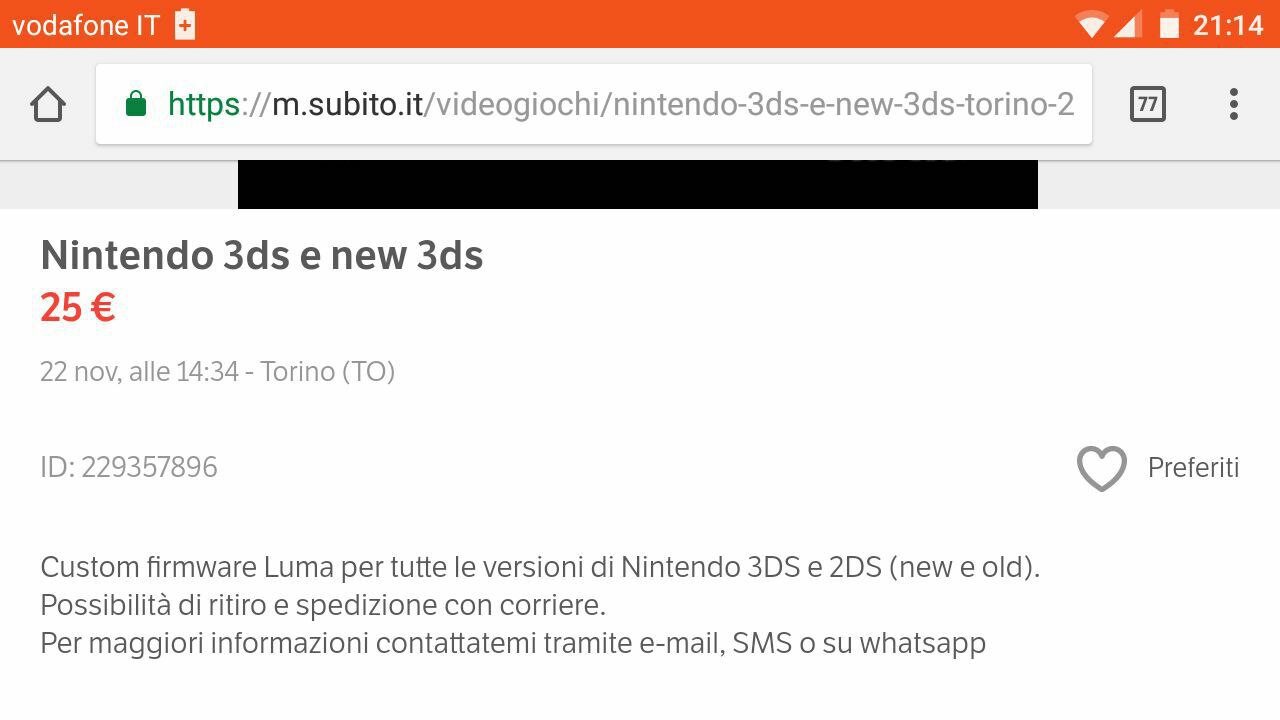 vodafone IT
21:14
https://m.subito.it/videogiochi/nintendo-3ds-e-new-3ds-torino-2
77
Nintendo 3ds e new 3ds
25 €
22 nov, alle 14:34 - Torino (TO)
ID: 229357896
Preferiti
Custom firmware Luma per tutte le versioni di Nintendo 3DS e 2DS (new e old).
Possibilità di ritiro e spedizione con corriere.
Per maggiori informazioni contattatemi tramite e-mail, SMS o su whatsapp